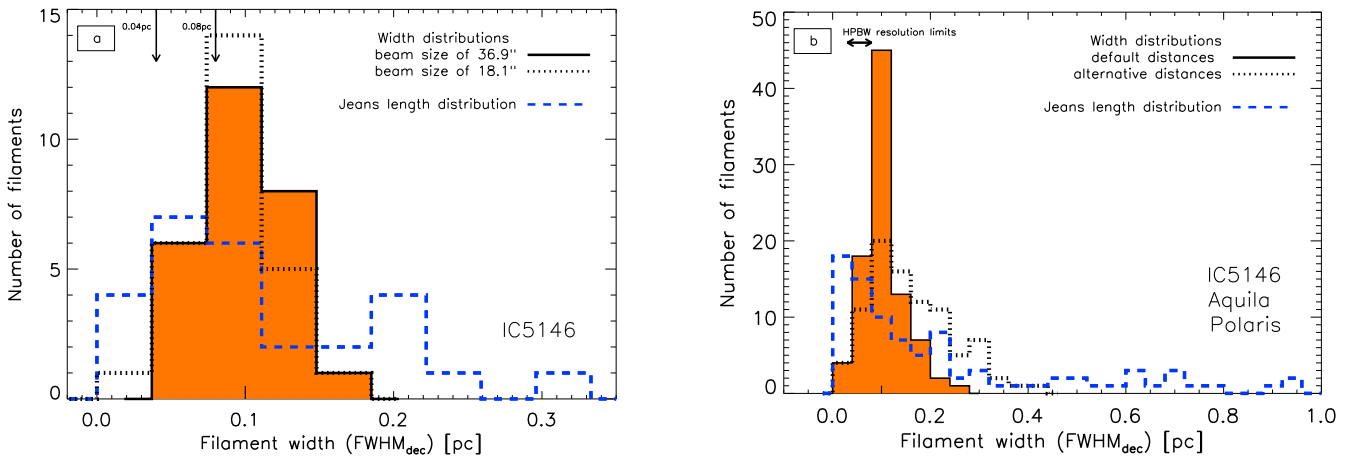 15
10
5
0
Number of filaments
a
0.04pc
0.08pc
Width distributions
beam size of 36.9"
beam size of 18.1"
Jeans length distribution
IC5146
0.0 0.1 0.2 0.3
Filament width (FWHMdec) [pc]
50
40
30
20
10
0
Number of filaments
b
HPBW resolution limits
Width distributions
default distances
alternative distances
Jeans length distribution
IC5146
Aquila
Polaris
0.0 0.2 0.4 0.6 0.8 1.0
Filament width (FWHMdec) [pc]